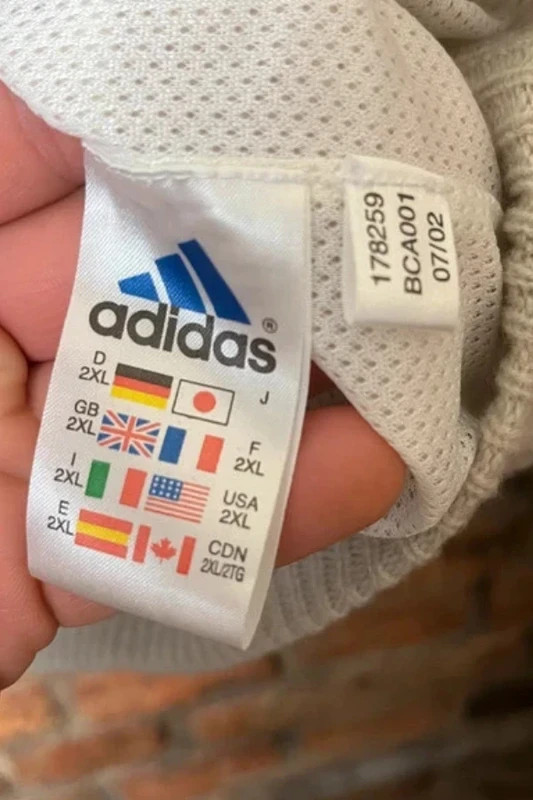 adidas®
D
2XL
J
GB
2XL
F
2XL
I
2XL
USA
2XL
E
2XL
CDN
2XL/2TG
178259
BCA001
07/02